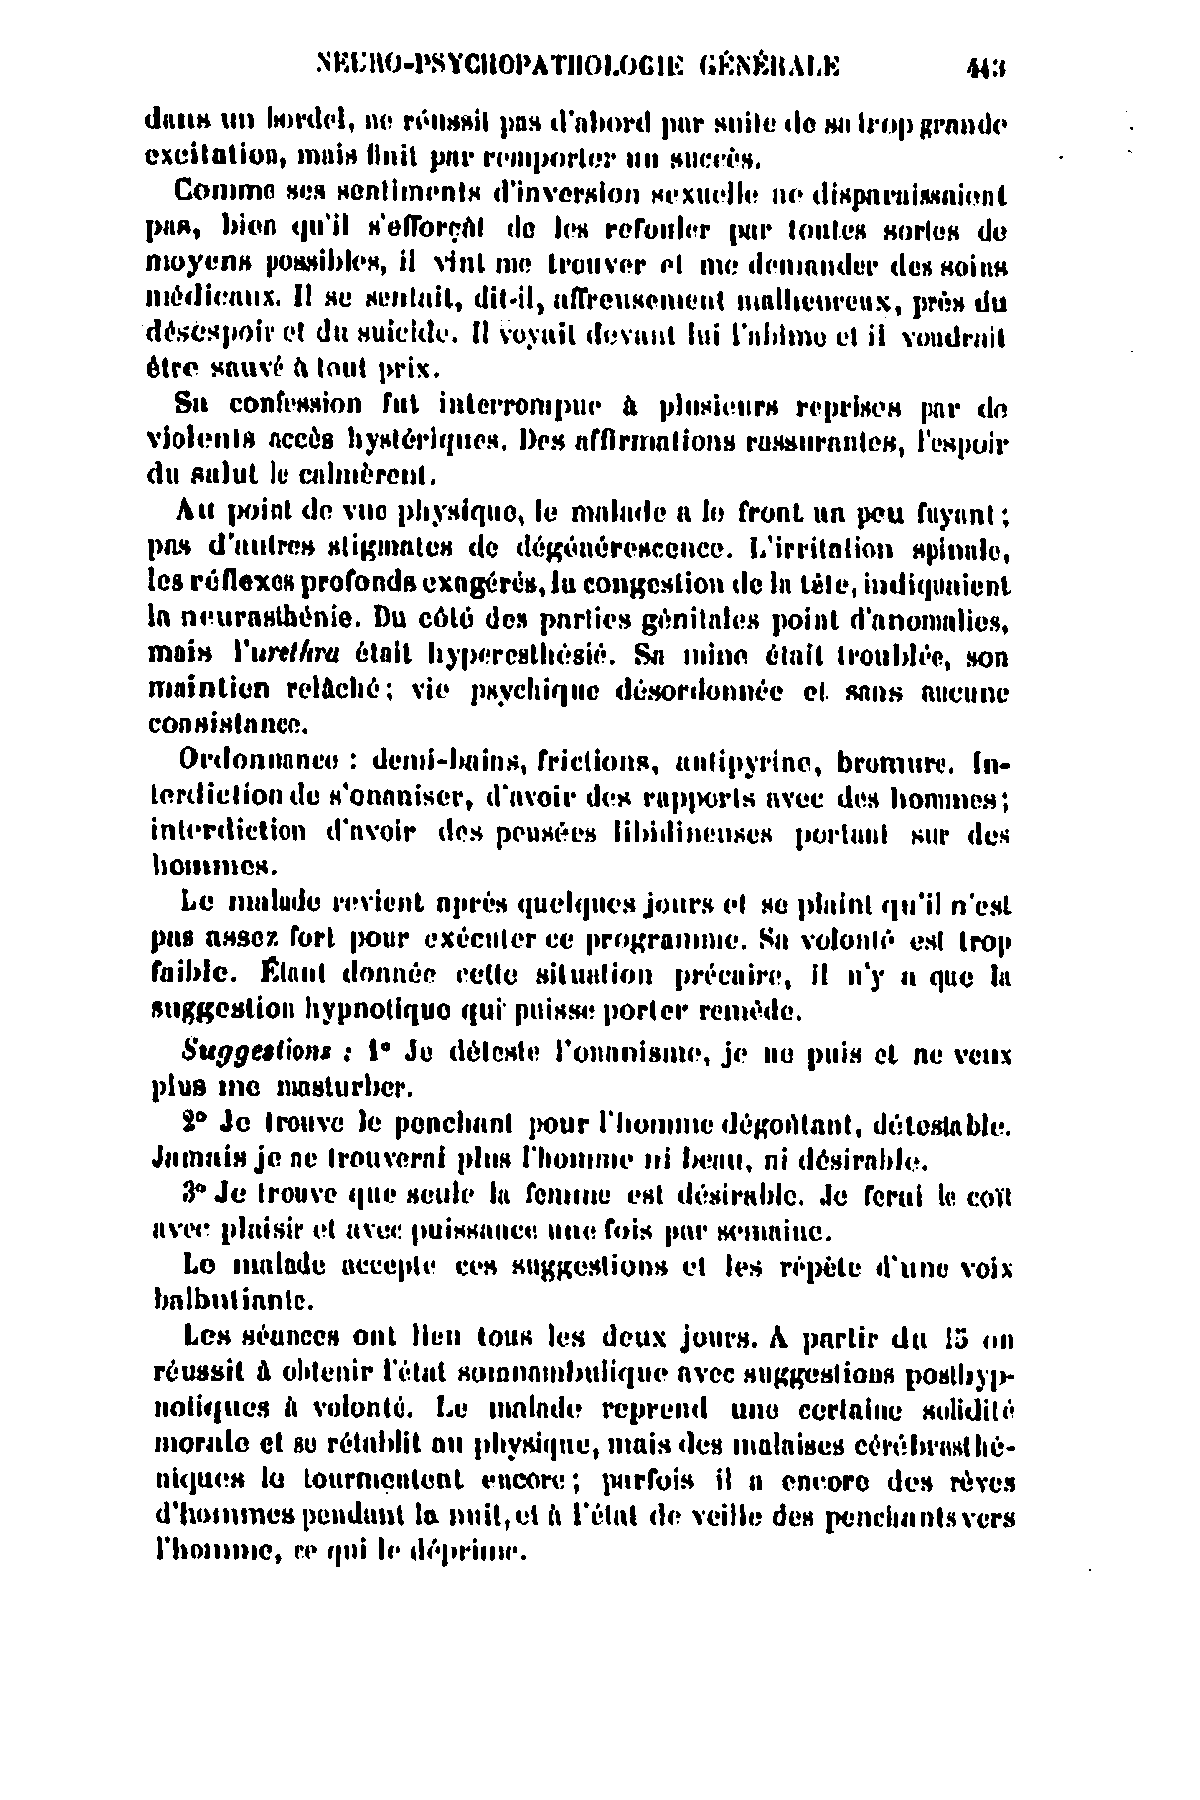 NEURO-PSYCHOPATHOLOGIE GÉNÉRALE 443
dans un bordel, ne réussit pas d'abord par suite de sa trop grande
excitation, mais finit par remporter un succès.
Comme ses sentiments d'inversion sexuelle ne disparaissaient
pas, bien qu'il s'efforçât de les refouler par toutes sortes de
moyens possibles, il vint me trouver et me demander des soins
médicaux. Il se sentait, dit-il, affreusement malheureux, près du
désespoir et du suicide. Il voyait devant lui l'abîme et il voudrait
être sauvé à tout prix.
Sa confession fut interrompue à plusieurs reprises par de
violents accès hystériques. Des affirmations rassurantes, l'espoir
du salut le calmèrent.
Au point de vue physique, le malade a le front un peu fuyant ;
pas d'autres stigmates de dégénérescence. L'irritation spinale,
les réflexes profonds exagérés, la congestion de la tête, indiquaient
la neurasthénie. Du côté des parties génitales point d'anomalies,
mais l'urethra était hyperesthésié. Sa mine était troublée, son
maintien relâché ; vie psychique désordonnée et sans aucune
consistance.
Ordonnance : demi-bains, frictions, antipyrine, bromure. In-
terdiction de s'onaniser, d'avoir des rapports avec des hommes ;
interdiction d'avoir des pensées libidineuses portant sur des
hommes.
Le malade revient après quelques jours et se plaint qu'il n'est
pas assez fort pour exécuter ce programme. Sa volonté est trop
faible. Étant donnée cette situation précaire, il n'y a que la
suggestion hypnotique qui puisse porter remède.
Suggestions : 1° Je déteste l'onanisme, je ne puis et ne veux
plus me masturber.
2° Je trouve le penchant pour l'homme dégoûtant, détestable.
Jamais je ne trouverai plus l'homme ni beau, ni désirable.
3° Je trouve que seule la femme est désirable. Je ferai le coït
avec plaisir et avec puissance une fois par semaine.
Le malade accepte ces suggestions et les répète d'une voix
balbutiante.
Les séances ont lieu tous les deux jours. A partir du 15 on
réussit à obtenir l'état somnambulique avec suggestions posthyp-
notiques à volonté. Le malade reprend une certaine solidité
morale et se rétablit au physique, mais des malaises cérébrasthé-
niques le tourmentent encore ; parfois il a encore des rêves
d'hommes pendant la nuit, et à l'état de veille des penchants vers
l'homme, ce qui le déprime.